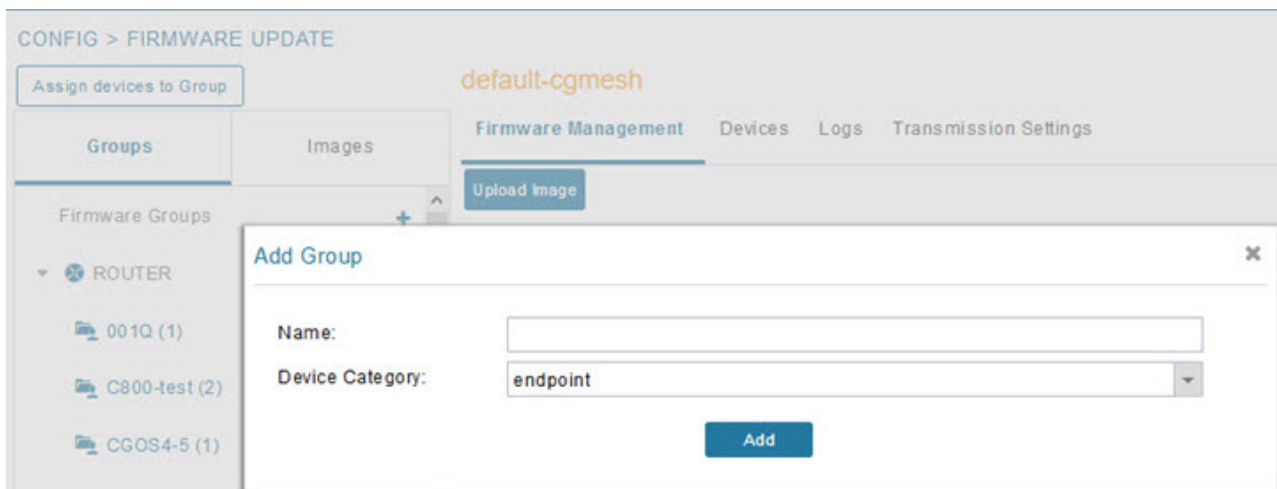 CONFIG > FIRMWARE UPDATE
Assign devices to Group
default-cgmesh
Groups Images
Firmware Management Devices Logs Transmission Settings
Upload Image
Firmware Groups +
Add Group ×
ROUTER
001Q (1)
Name:
C800-test (2)
Device Category: endpoint
CGOS4-5 (1)
Add